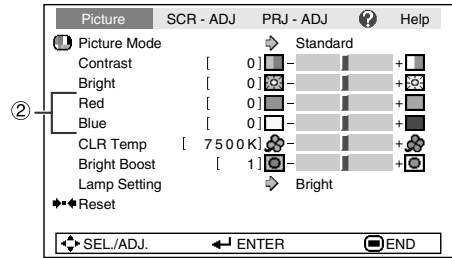 Picture SCR - ADJ PRJ - ADJ ? Help
Picture Mode Standard
Contrast [ 0] - +
Bright [ 0] - +
② Red [ 0] - +
Blue [ 0] - +
CLR Temp [ 7500K] - +
Bright Boost [ 1] - +
Lamp Setting Bright
Reset
SEL./ADJ. ENTER END